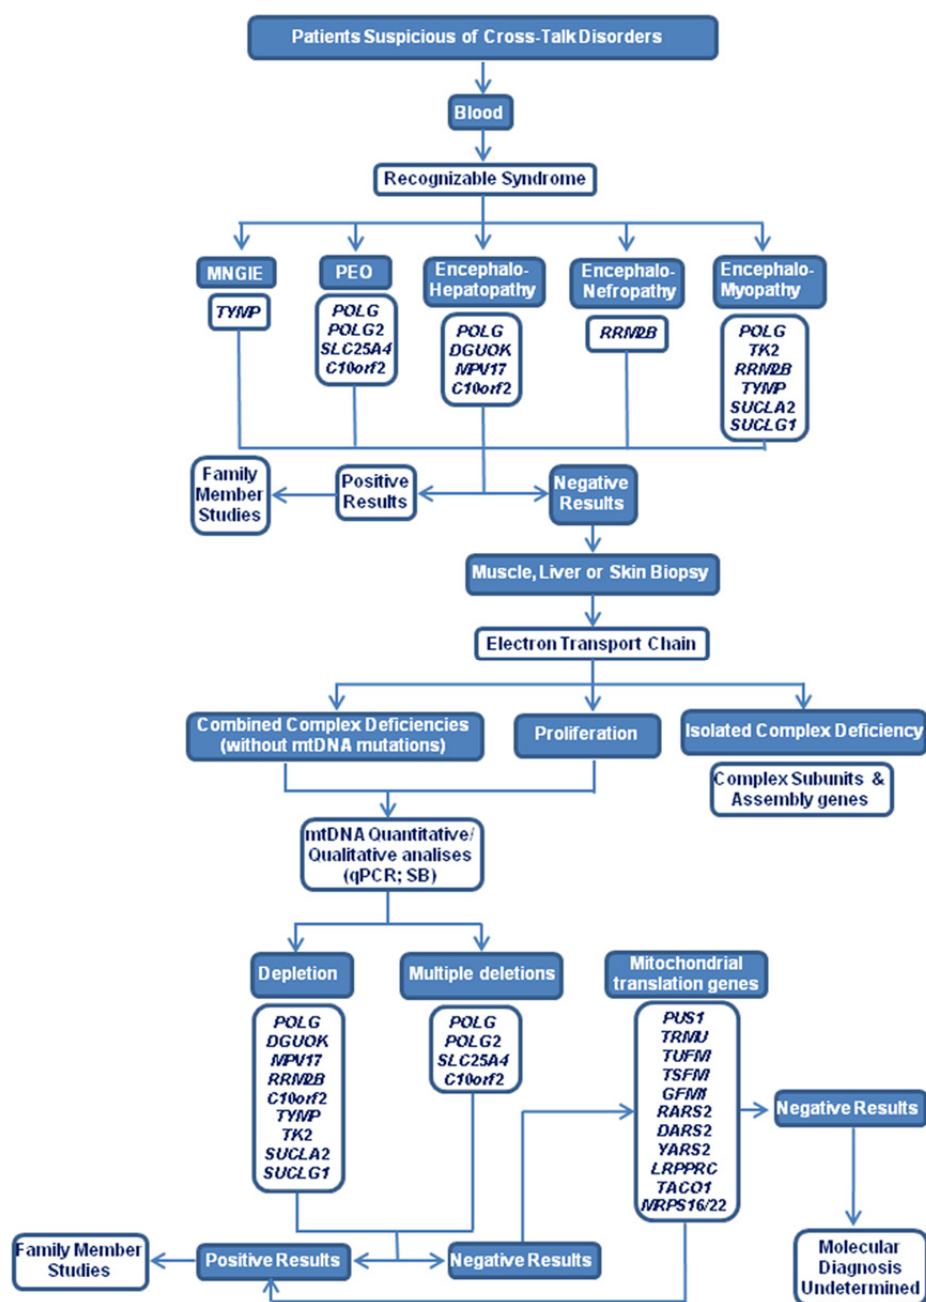 Patients Suspicious of Cross-Talk Disorders
Blood
Recognizable Syndrome
MNGIE
TYMP
PEO
POLG
POLG2
SLC25A4
C10orf2
Encephalo-
Hepatopathy
POLG
DGUOK
MPV17
C10orf2
Encephalo-
Nefropathy
RRM2B
Encephalo-
Myopathy
POLG
TK2
RRM2B
TYMP
SUCLA2
SUCLG1
Family
Member
Studies
Positive
Results
Negative
Results
Muscle, Liver or Skin Biopsy
Electron Transport Chain
Combined Complex Deficiencies
(without mtDNA mutations)
Proliferation
Isolated Complex Deficiency
Complex Subunits &
Assembly genes
mtDNA Quantitative/
Qualitative analises
(qPCR; SB)
Depletion
POLG
DGUOK
MPV17
RRM2B
C10orf2
TYMP
TK2
SUCLA2
SUCLG1
Multiple deletions
POLG
POLG2
SLC25A4
C10orf2
Mitochondrial
translation genes
PUS1
TRMU
TUFM
TSFM
GFM1
RARS2
DARS2
YARS2
LRPPRC
TACO1
MRPS16/22
Negative Results
Family Member
Studies
Positive Results
Negative Results
Molecular
Diagnosis
Undetermined